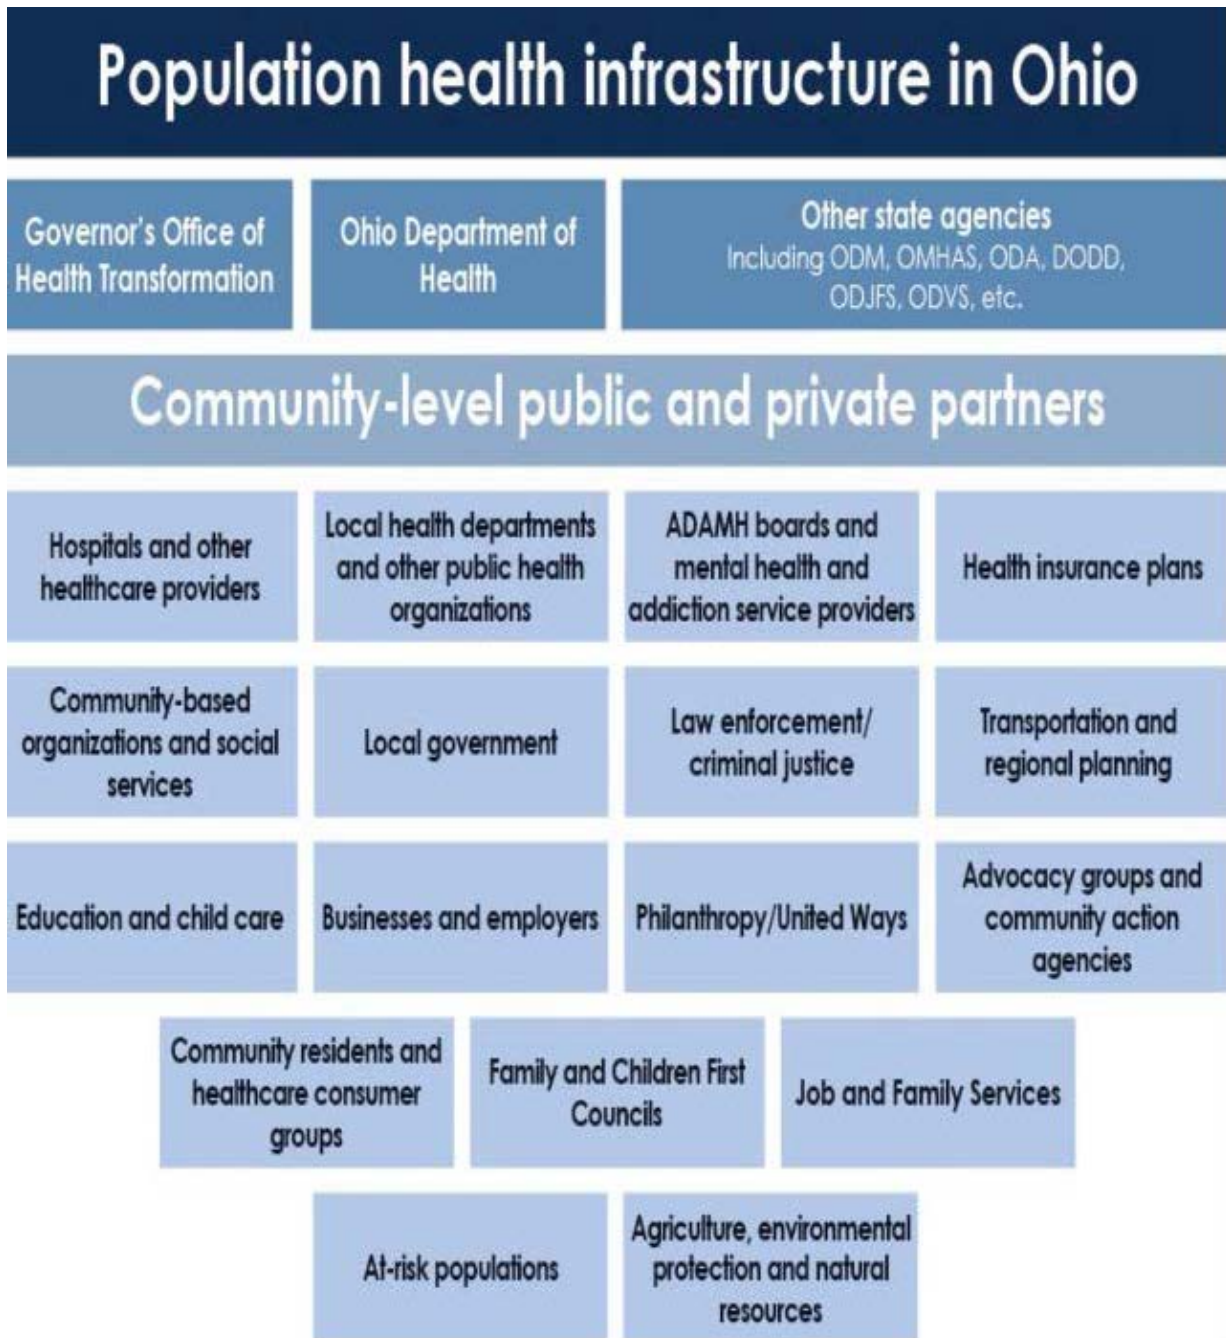 Population health infrastructure in Ohio
Governor's Office of
Health Transformation
Ohio Department of
Health
Other state agencies
Including ODM, OMHAS, ODA, DODD,
ODJFS, ODVS, etc.
Community-level public and private partners
Hospitals and other
healthcare providers
Local health departments
and other public health
organizations
ADAMH boards and
mental health and
addiction service providers
Health insurance plans
Community-based
organizations and social
services
Local government
Law enforcement/
criminal justice
Transportation and
regional planning
Education and child care
Businesses and employers
Philanthropy/United Ways
Advocacy groups and
community action
agencies
Community residents and
healthcare consumer
groups
Family and Children First
Councils
Job and Family Services
At-risk populations
Agriculture, environmental
protection and natural
resources